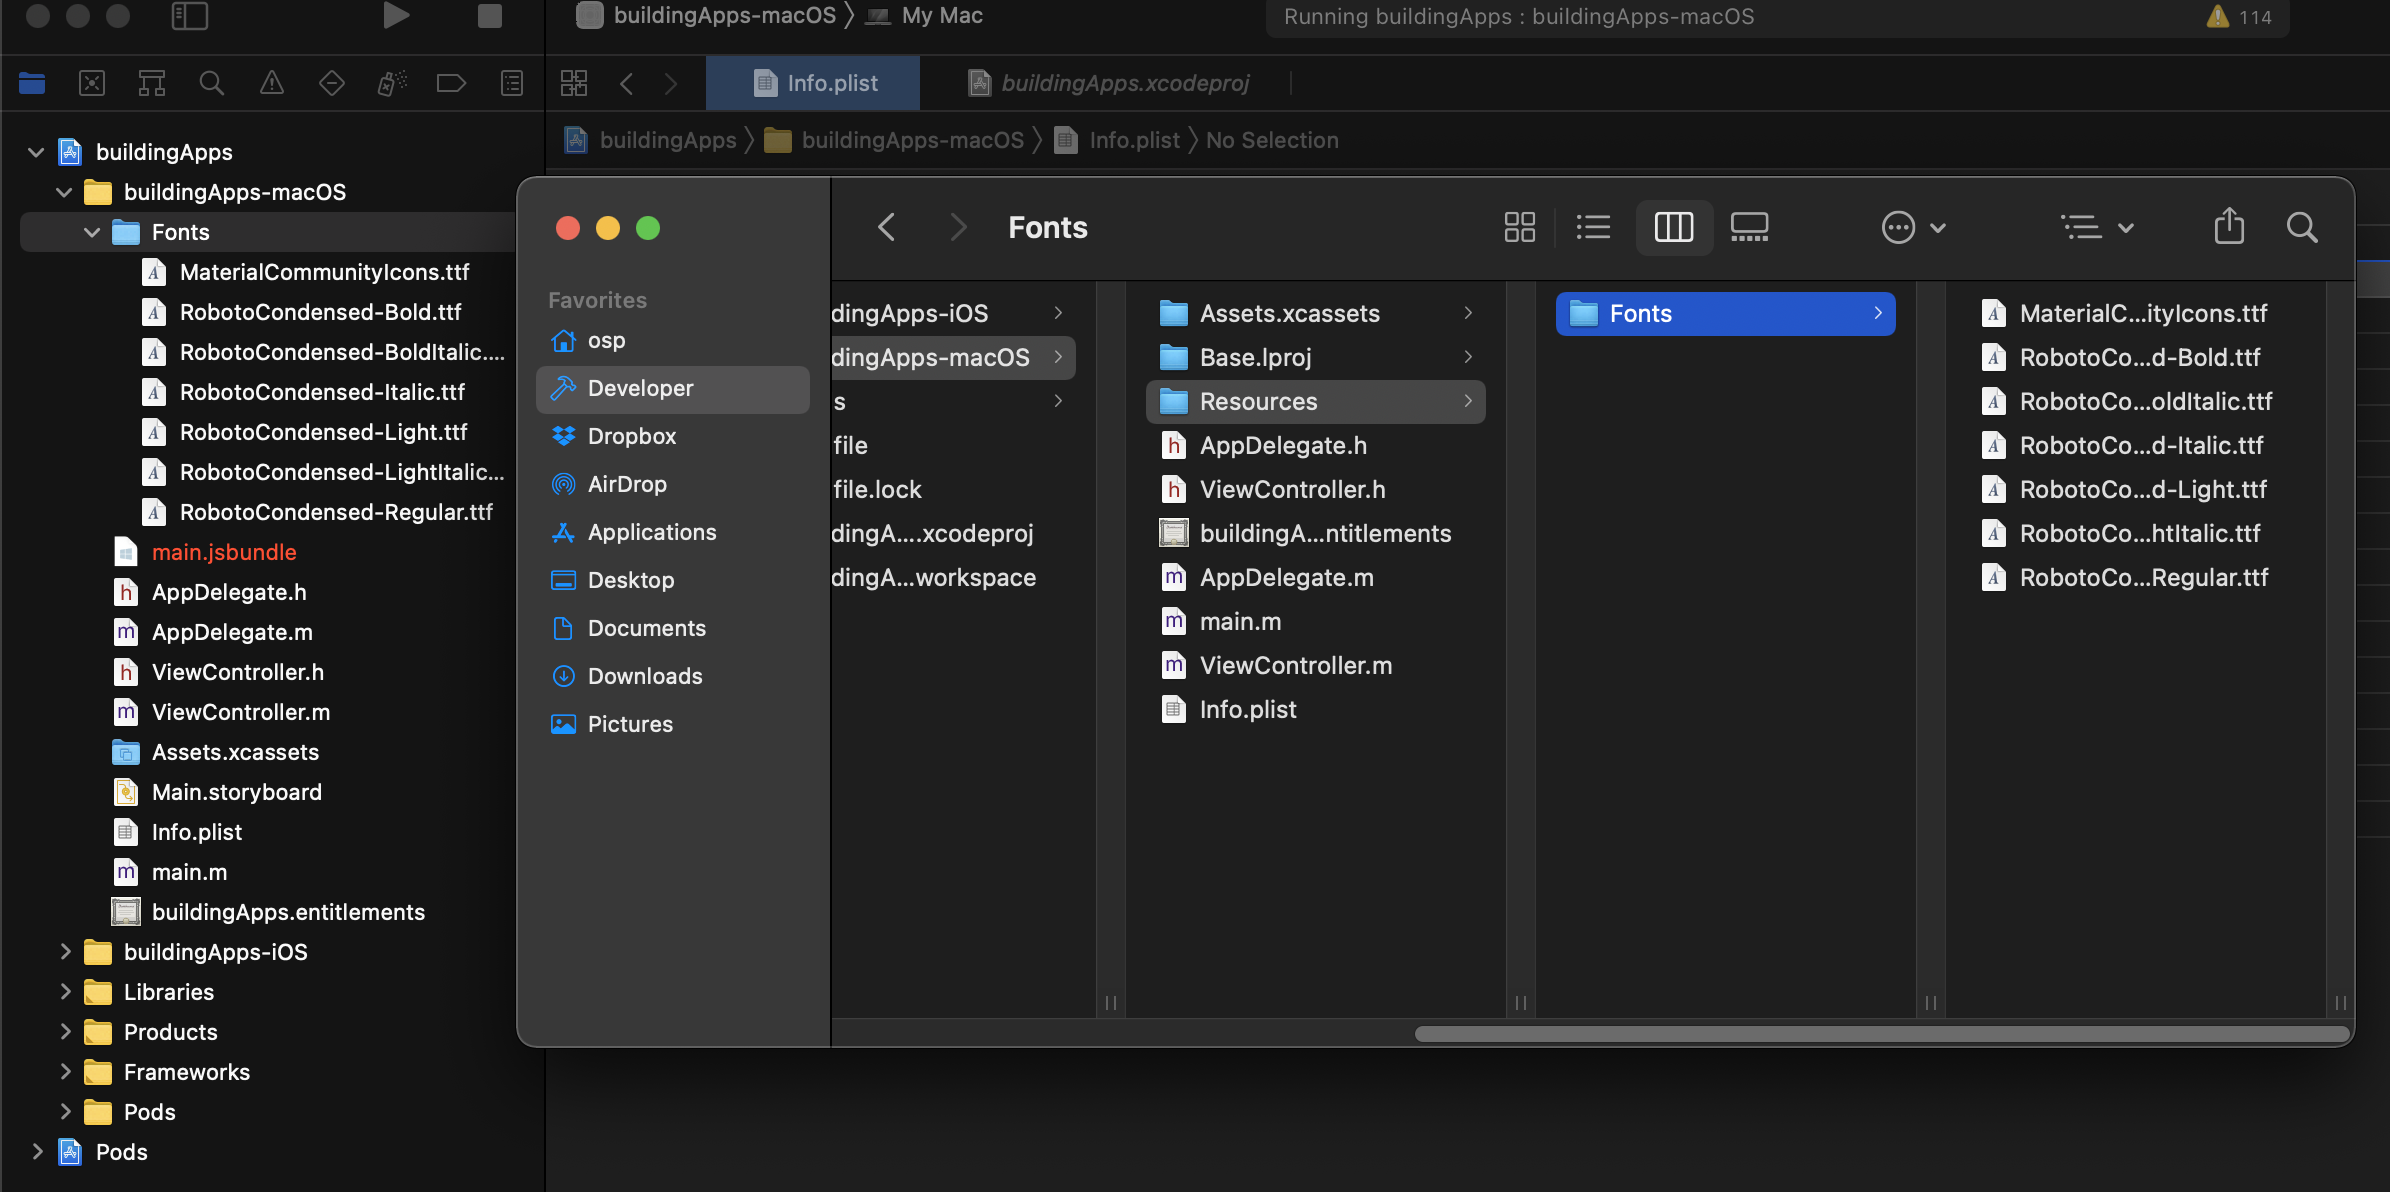 buildingApps-macOS
My Mac
Running buildingApps : buildingApps-macOS
114
Info.plist
buildingApps.xcodeproj
buildingApps
buildingApps-macOS
Info.plist
No Selection
buildingApps
buildingApps-macOS
Fonts
MaterialCommunityIcons.ttf
RobotoCondensed-Bold.ttf
RobotoCondensed-BoldItalic....
RobotoCondensed-Italic.ttf
RobotoCondensed-Light.ttf
RobotoCondensed-LightItalic...
RobotoCondensed-Regular.ttf
main.jsbundle
AppDelegate.h
AppDelegate.m
ViewController.h
ViewController.m
Assets.xcassets
Main.storyboard
Info.plist
main.m
buildingApps.entitlements
buildingApps-iOS
Libraries
Products
Frameworks
Pods
Pods
Fonts
Favorites
osp
Developer
Dropbox
AirDrop
Applications
Desktop
Documents
Downloads
Pictures
dingApps-iOS
dingApps-macOS
s
file
file.lock
dingA....xcodeproj
dingA...workspace
Assets.xcassets
Base.lproj
Resources
AppDelegate.h
ViewController.h
buildingA...ntitlements
AppDelegate.m
main.m
ViewController.m
Info.plist
Fonts
MaterialC...ityIcons.ttf
RobotoCo...d-Bold.ttf
RobotoCo...oldItalic.ttf
RobotoCo...d-Italic.ttf
RobotoCo...d-Light.ttf
RobotoCo...htItalic.ttf
RobotoCo...Regular.ttf